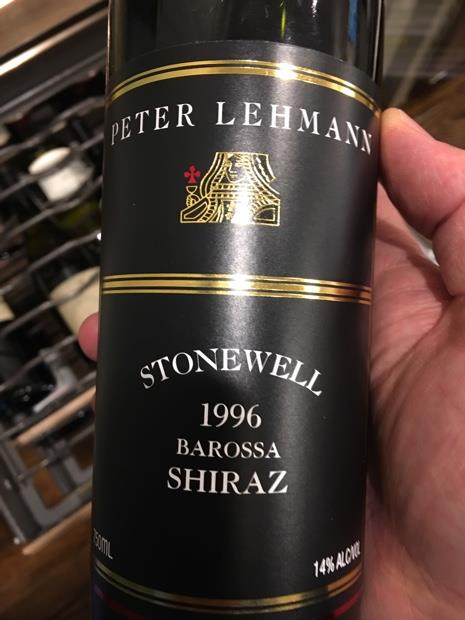 PETER LEHMANN
STONEWELL
1996
BAROSSA
SHIRAZ
750ML 14% ALC/VOL